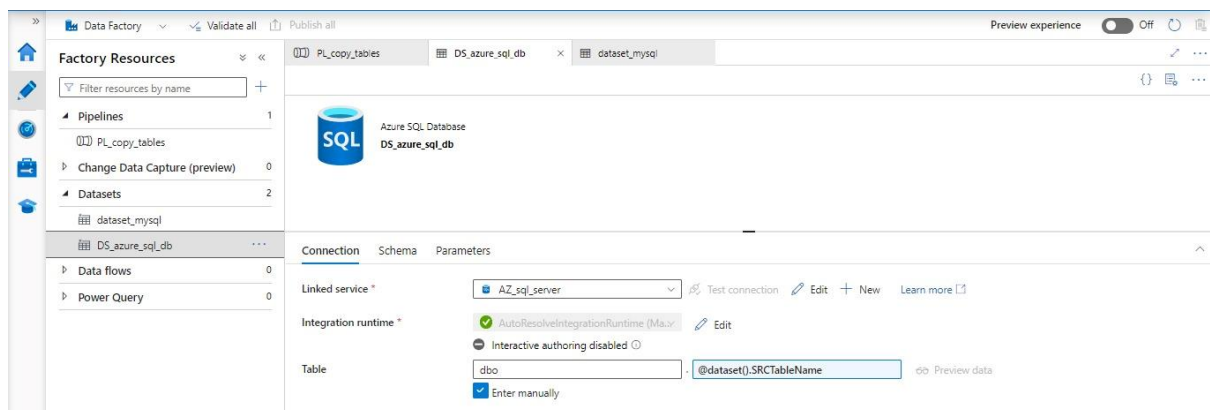 » Data Factory Validate all Publish all Preview experience Off
Factory Resources
Filter resources by name
Pipelines 1
PL_copy_tables
Change Data Capture (preview) 0
Datasets 2
dataset_mysql
DS_azure_sql_db ...
Data flows 0
Power Query 0
PL_copy_tables DS_azure_sql_db × dataset_mysql ...
{} ...
SQL
Azure SQL Database
DS_azure_sql_db
Connection Schema Parameters
Linked service * AZ_sql_server Test connection Edit + New Learn more
Integration runtime * AutoResolveIntegrationRuntime (Ma Edit
Interactive authoring disabled
Table dbo . @dataset().SRCTableName Preview data
Enter manually